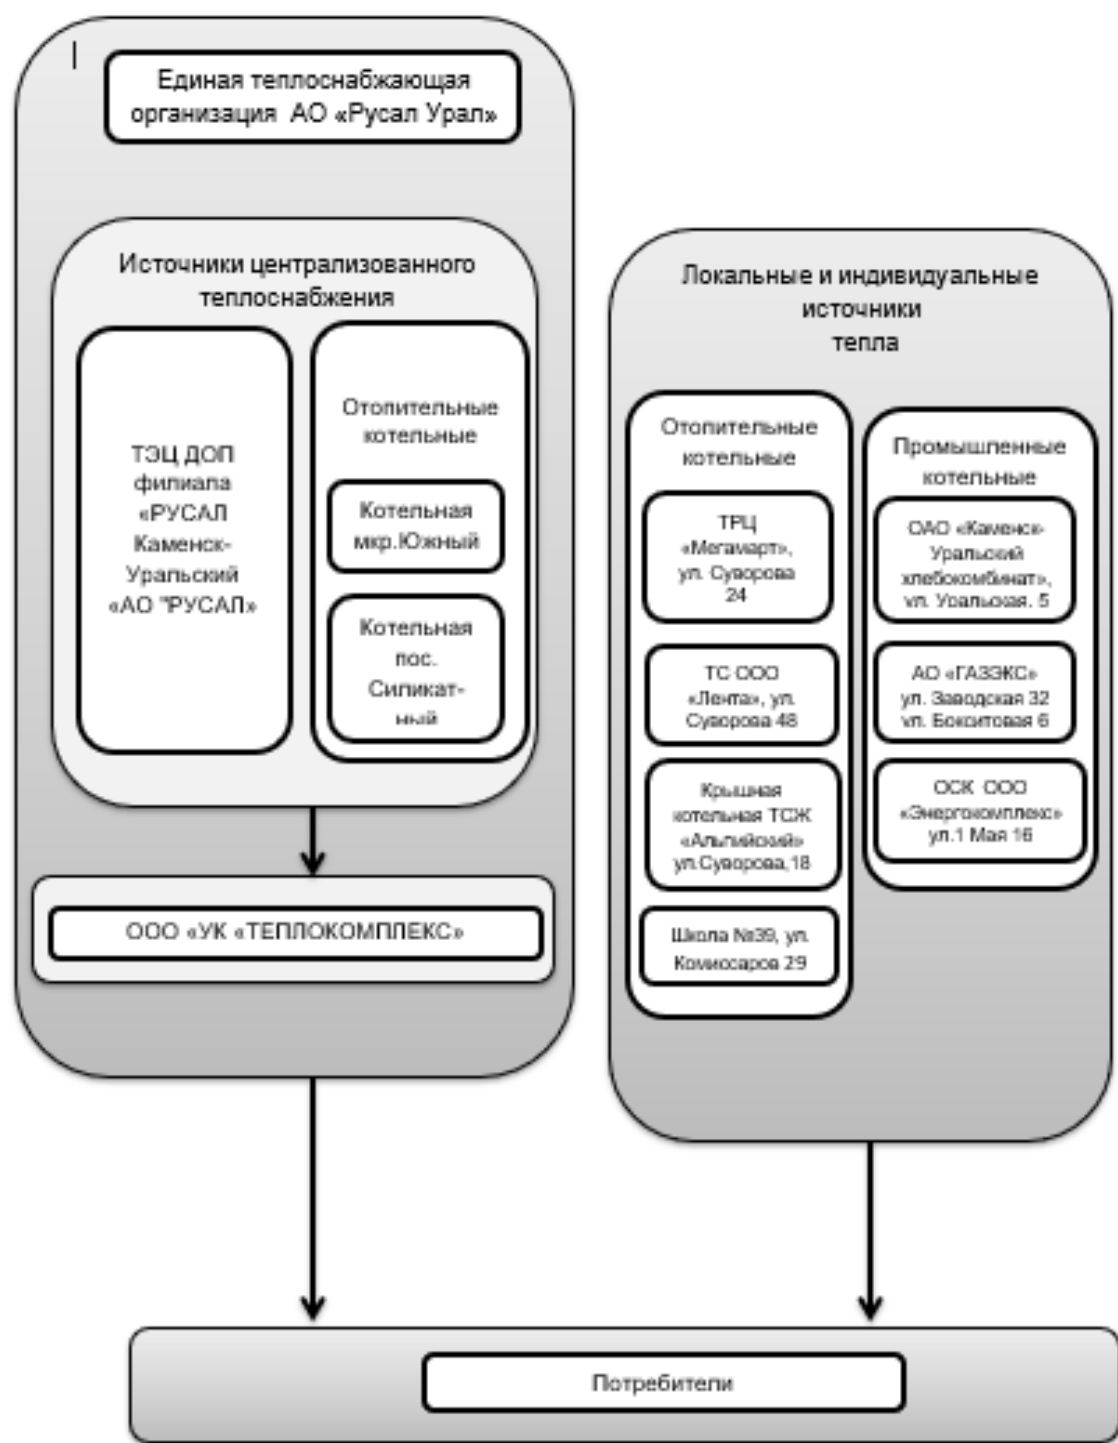 Единая теплоснабжающая
организация АО «Русал Урал»
Источники централизованного
теплоснабжения
ТЭЦ ДОП
филиала
«РУСАЛ
Каменск-
Уральский
«АО "РУСАЛ»
Отопительные
котельные
Котельная
мкр.Южный
Котельная
пос.
Силикат-
ный
ООО «УК «ТЕПЛОКОМПЛЕКС»
Локальные и индивидуальные
источники
тепла
Отопительные
котельные
ТРЦ
«Мегамарт»,
ул. Суворова
24
ТС ООО
«Лента», ул.
Суворова 48
Крышная
котельная ТСЖ
«Альпийский»
ул.Суворова,18
Школа №39, ул.
Комиссаров 29
Промышленные
котельные
ОАО «Каменск-
Уральский
хлебокомбинат»,
ул. Уральская. 5
АО «ГАЗЭКС»
ул. Заводская 32
ул. Бокситовая 6
ОСК ООО
«Энергокомплекс»
ул.1 Мая 16
Потребители